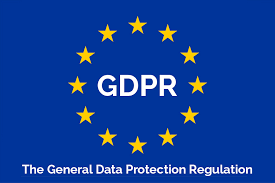 GDPR
The General Data Protection Regulation